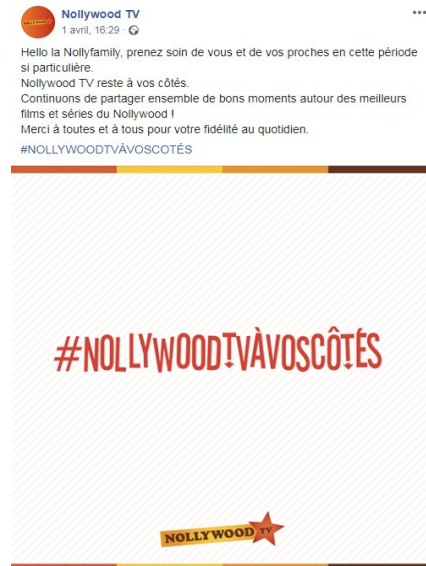 Nollywood TV
1 avril, 16:29
Hello la Nollyfamily, prenez soin de vous et de vos proches en cette période
si particulière.
Nollywood TV reste à vos côtés.
Continuons de partager ensemble de bons moments autour des meilleurs
films et séries du Nollywood !
Merci à toutes et à tous pour votre fidélité au quotidien.
#NOLLYWOODTVÀVOSCOTÉS
#NOLLYWOODTVÀVOSCÔTÉS
NOLLYWOOD TV